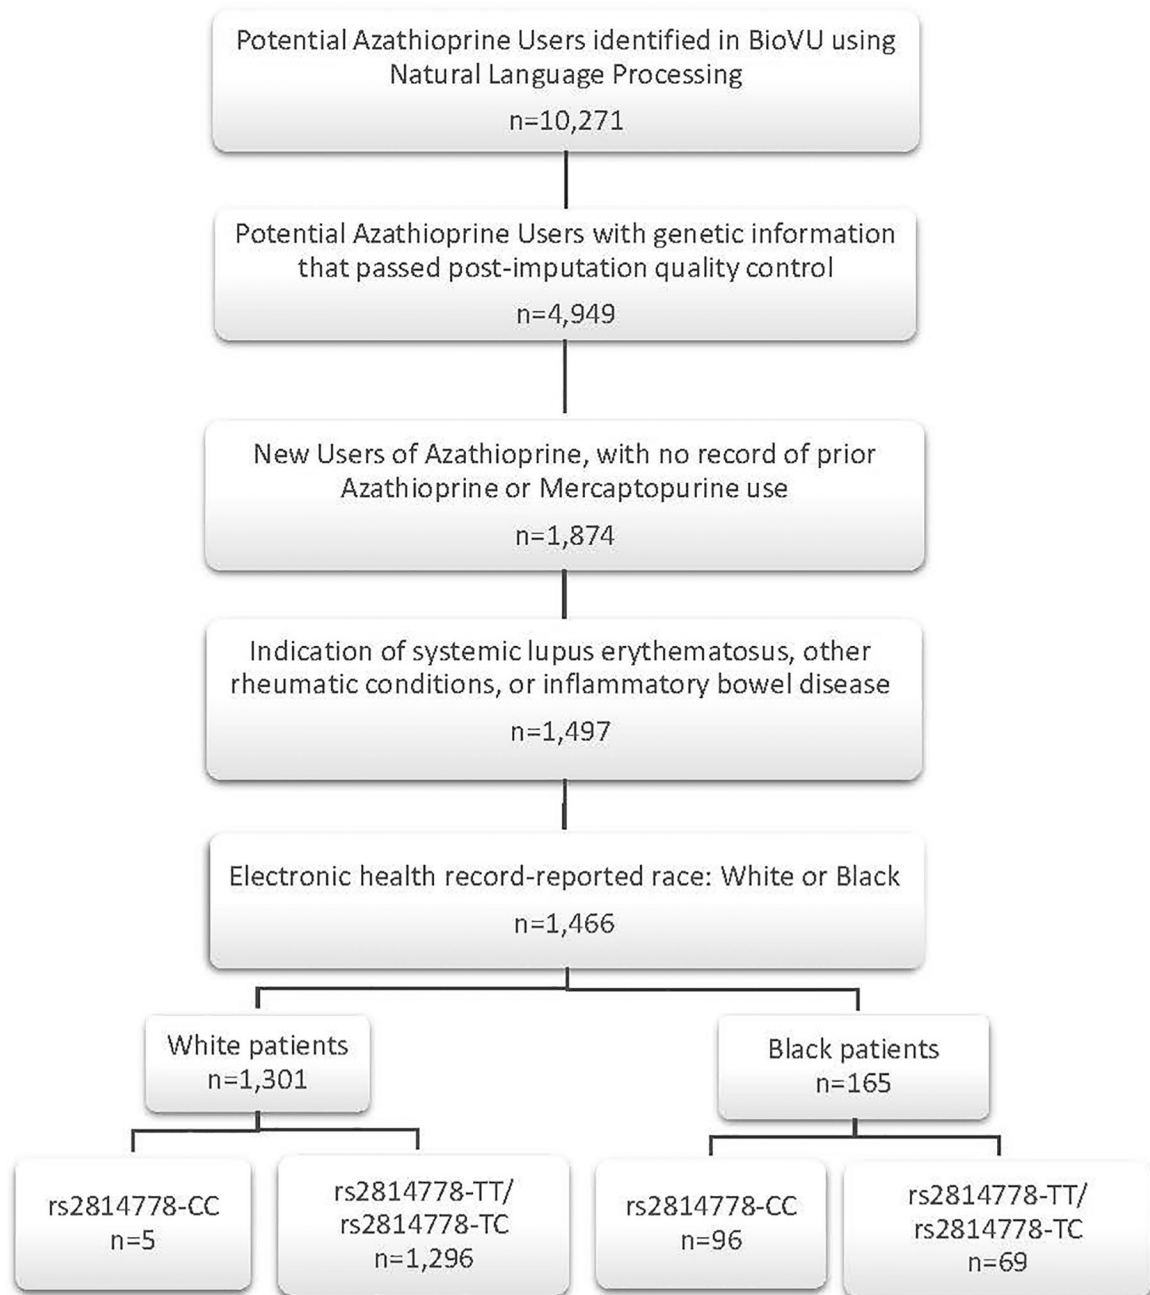 Potential Azathioprine Users identified in BioVU using
Natural Language Processing
n=10,271
Potential Azathioprine Users with genetic information
that passed post-imputation quality control
n=4,949
New Users of Azathioprine, with no record of prior
Azathioprine or Mercaptopurine use
n=1,874
Indication of systemic lupus erythematosus, other
rheumatic conditions, or inflammatory bowel disease
n=1,497
Electronic health record-reported race: White or Black
n=1,466
White patients
n=1,301
Black patients
n=165
rs2814778-CC
n=5
rs2814778-TT/
rs2814778-TC
n=1,296
rs2814778-CC
n=96
rs2814778-TT/
rs2814778-TC
n=69